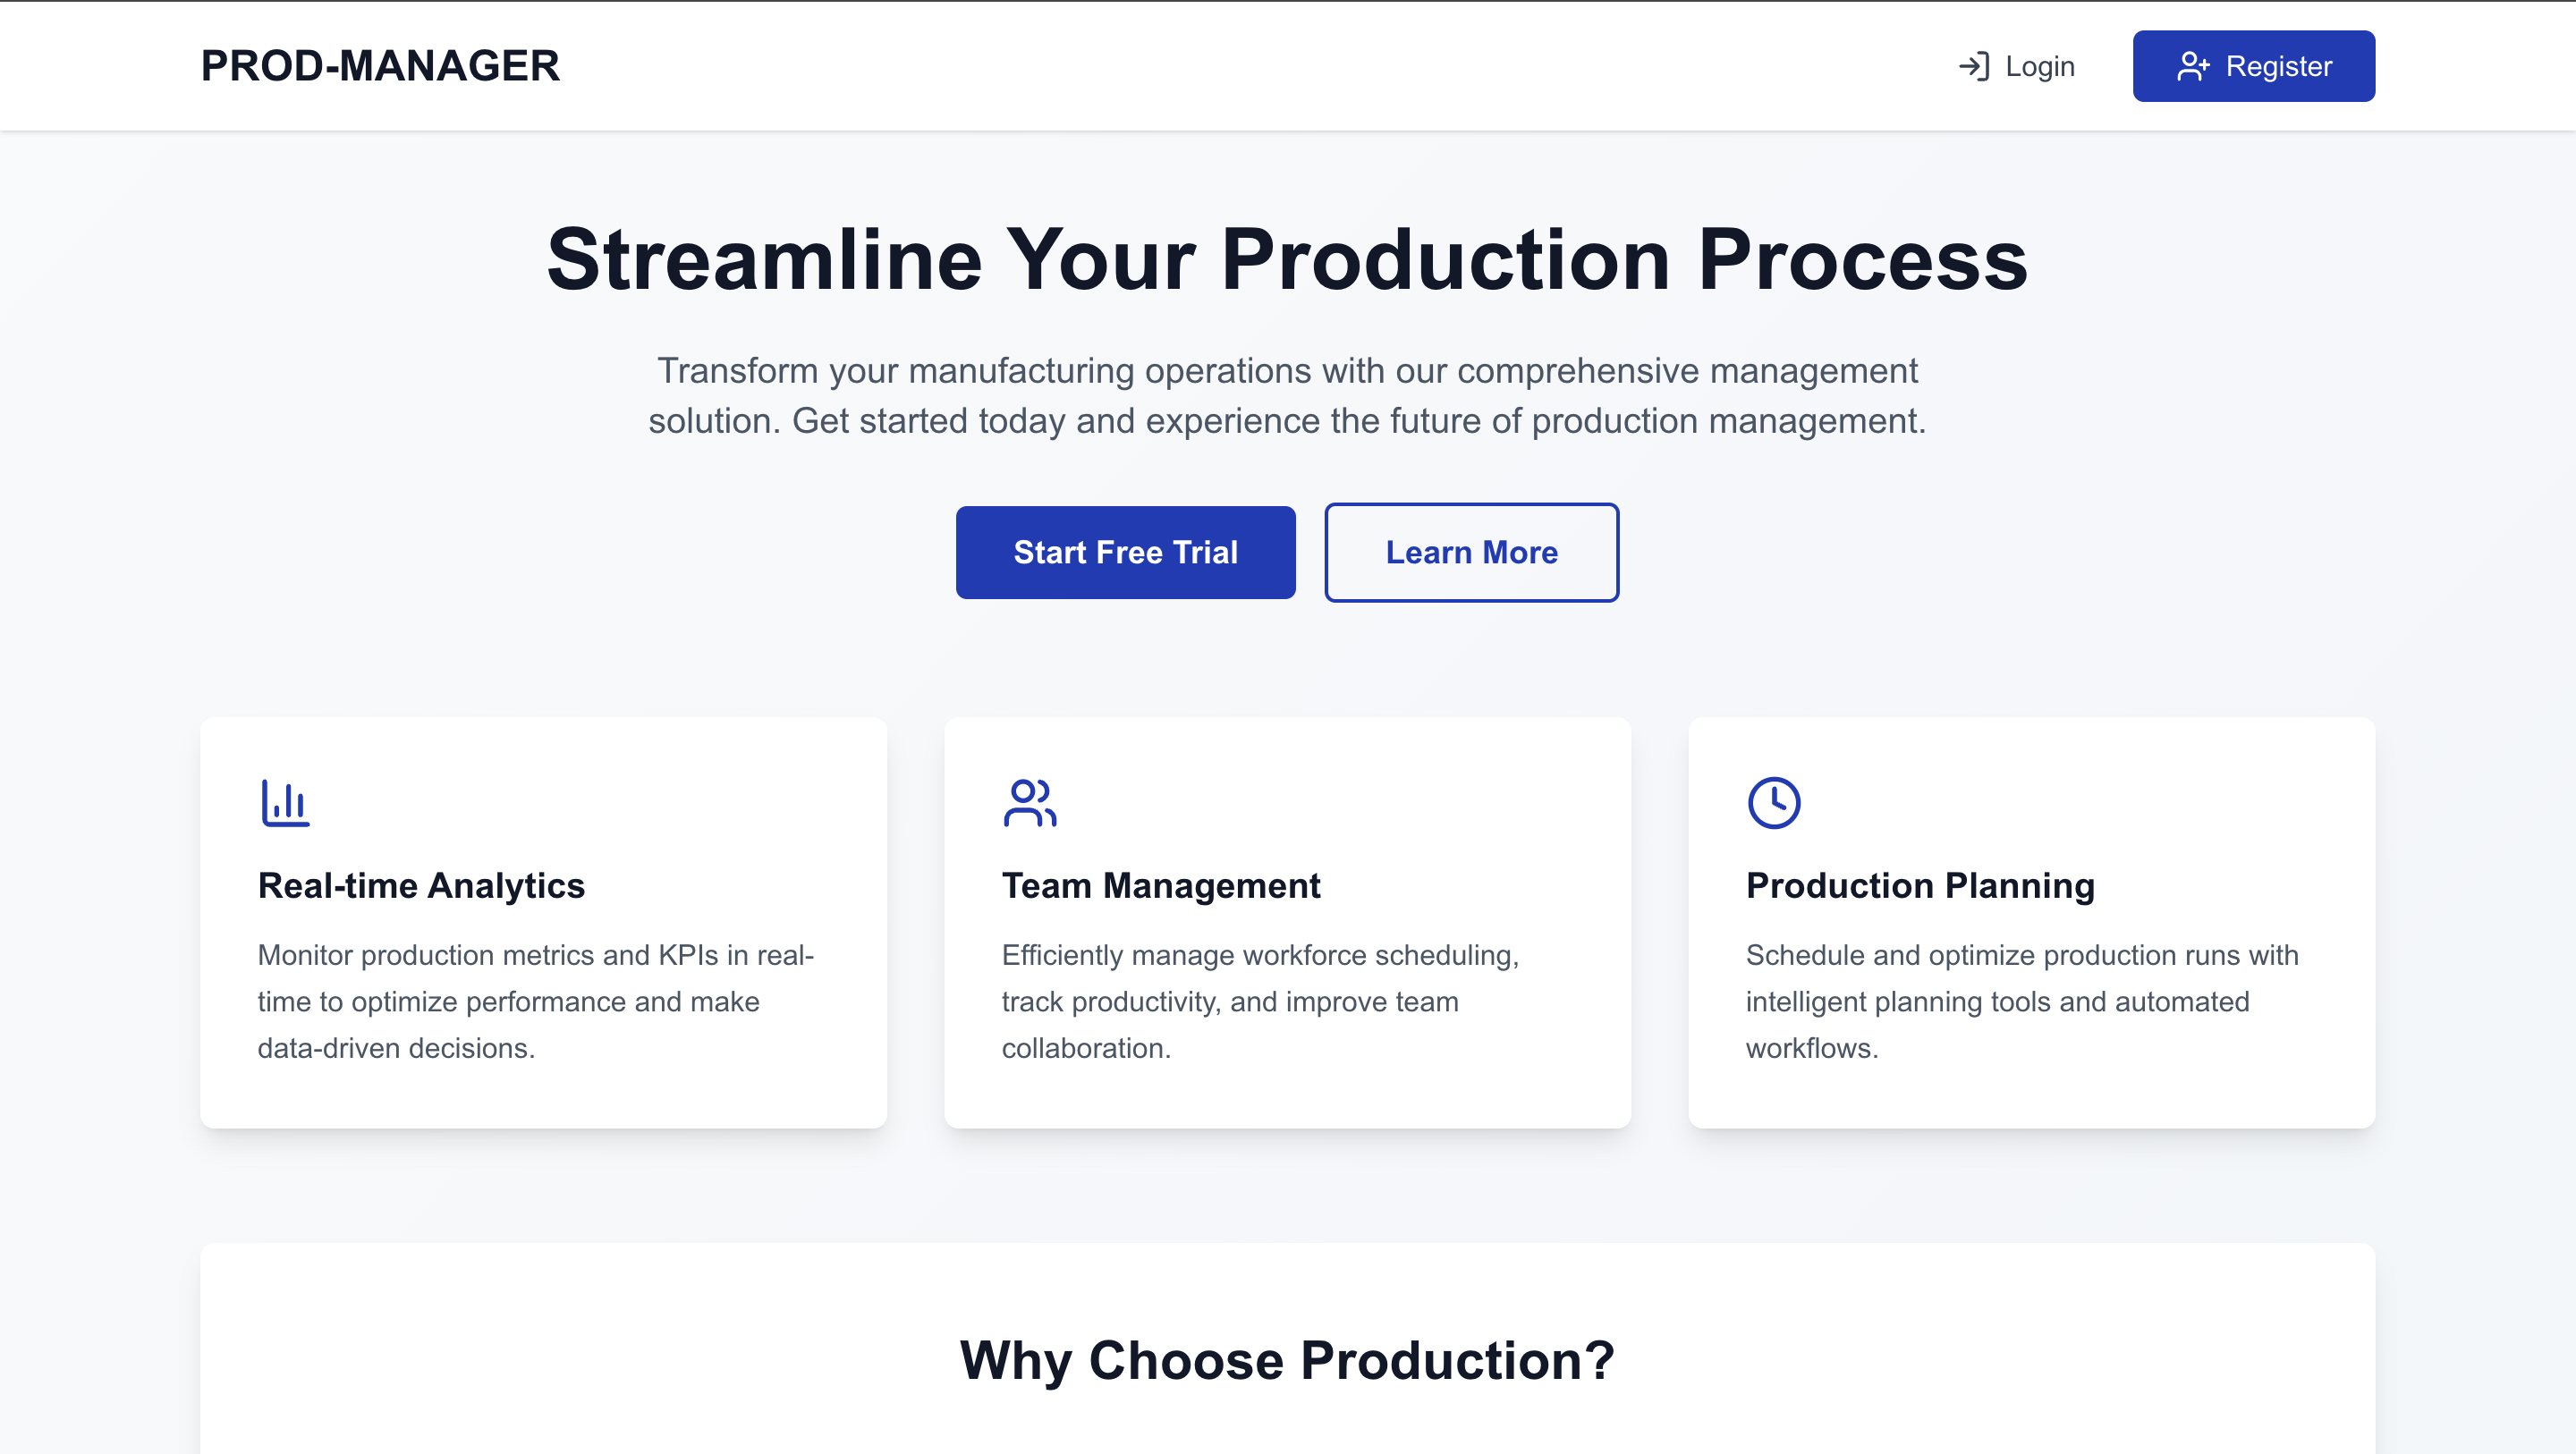 PROD-MANAGER
Login
Register
Streamline Your Production Process
Transform your manufacturing operations with our comprehensive management
solution. Get started today and experience the future of production management.
Start Free Trial
Learn More
Real-time Analytics
Monitor production metrics and KPIs in real-
time to optimize performance and make
data-driven decisions.
Team Management
Efficiently manage workforce scheduling,
track productivity, and improve team
collaboration.
Production Planning
Schedule and optimize production runs with
intelligent planning tools and automated
workflows.
Why Choose Production?